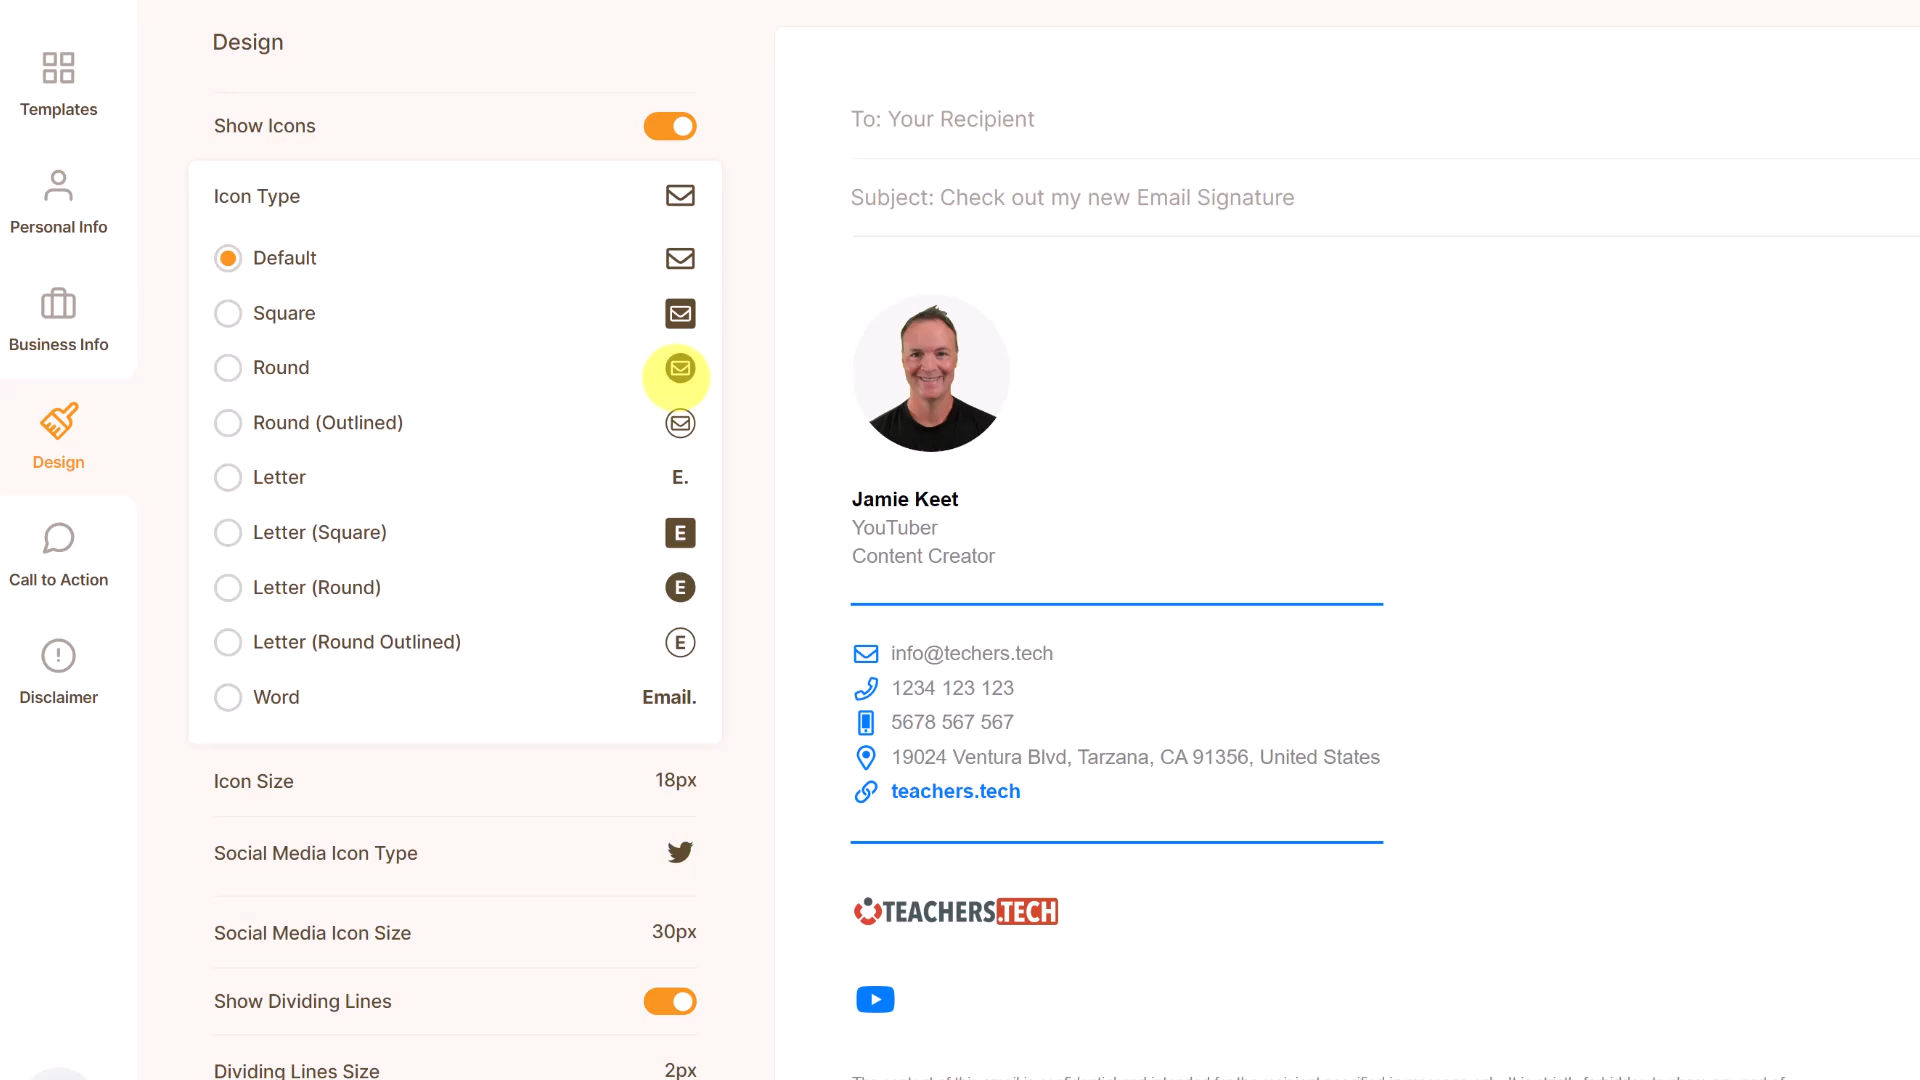 Templates
Personal Info
Business Info
Design
Call to Action
Disclaimer
Design
Show Icons
Icon Type
Default
Square
Round
Round (Outlined)
Letter E.
Letter (Square) E
Letter (Round) E
Letter (Round Outlined) E
Word Email.
Icon Size 18px
Social Media Icon Type
Social Media Icon Size 30px
Show Dividing Lines
Dividing Lines Size 2px
To: Your Recipient
Subject: Check out my new Email Signature
Jamie Keet
YouTuber
Content Creator
info@techers.tech
1234 123 123
5678 567 567
19024 Ventura Blvd, Tarzana, CA 91356, United States
teachers.tech
TEACHERS.TECH